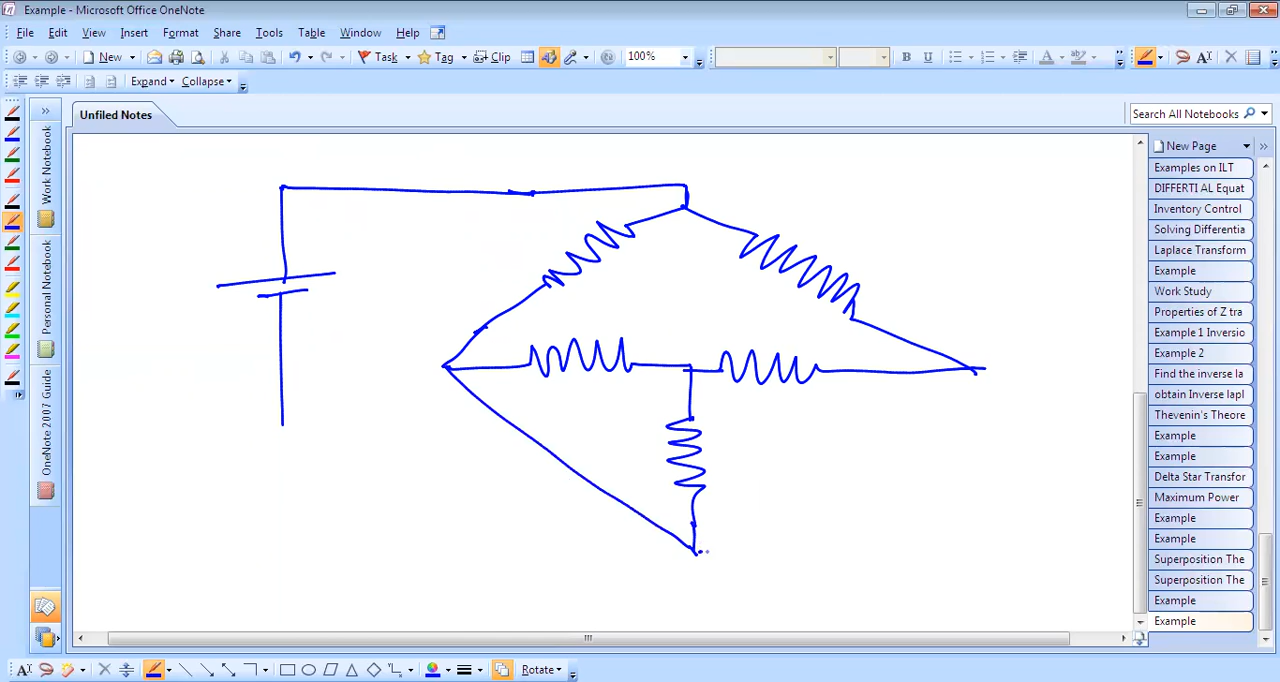 Example - Microsoft Office OneNote
File Edit View Insert Format Share Tools Table Window Help
New Task Tag Clip 100% B U A ab
Expand Collapse
Unfiled Notes
Search All Notebooks
Work Notebook
Personal Notebook
OneNote 2007 Guide
New Page
Examples on ILT
DIFFERTI AL Equat
Inventory Control
Solving Differentia
Laplace Transform
Example
Work Study
Properties of Z tra
Example 1 Inversio
Example 2
Find the inverse la
obtain Inverse lapl
Thevenin's Theore
Example
Example
Delta Star Transfor
Maximum Power
Example
Example
Superposition The
Superposition The
Example
Example
A Rotate